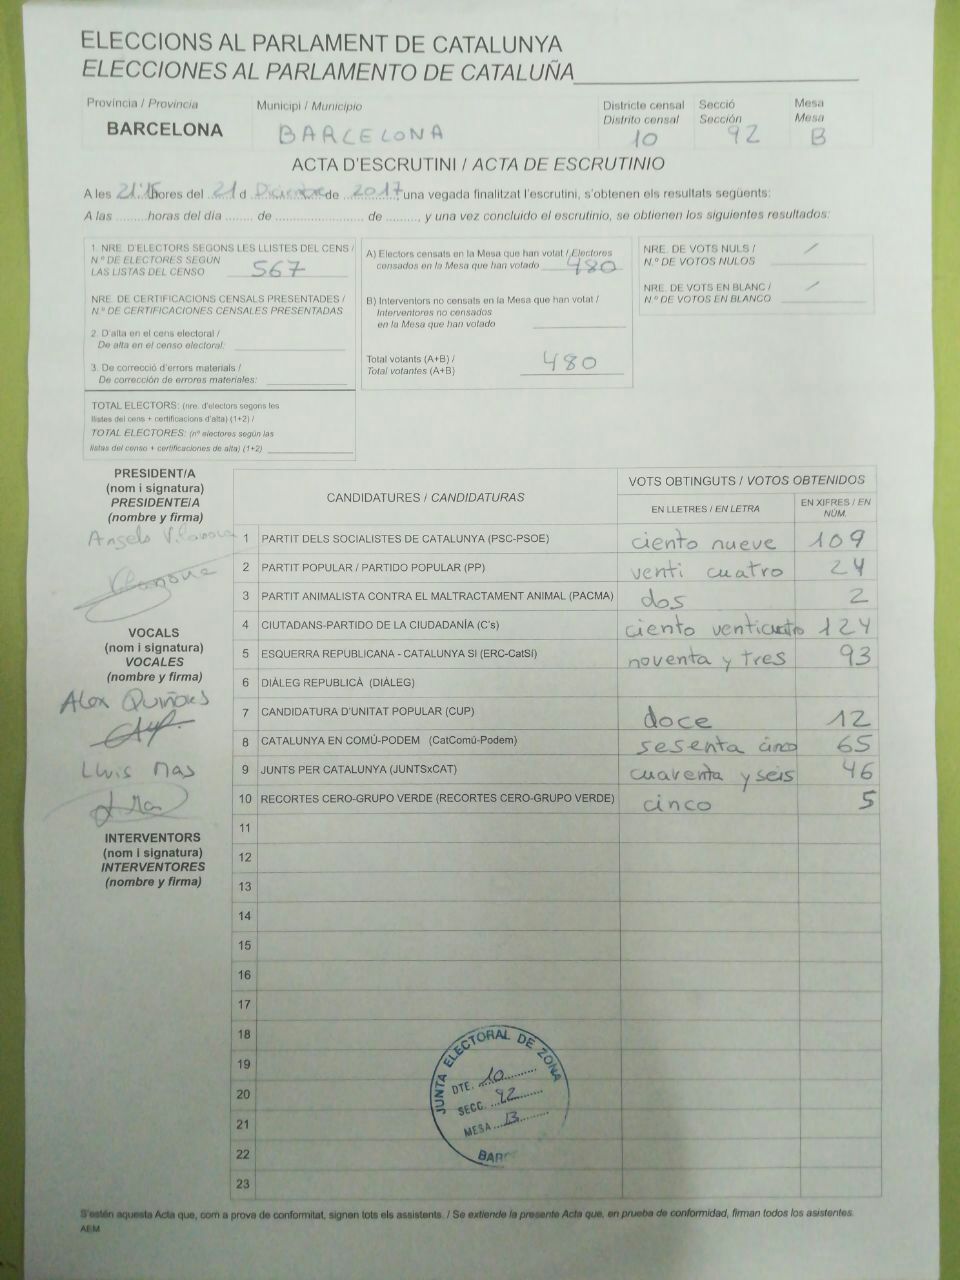 ELECCIONS AL PARLAMENT DE CATALUNYA
ELECCIONES AL PARLAMENTO DE CATALUÑA
Província / Provincia
BARCELONA
Municipi / Municipio
BARCELONA
Districte censal
Distrito censal
10
Secció
Sección
92
Mesa
Mesa
B
ACTA D'ESCRUTINI / ACTA DE ESCRUTINIO
A les 21:15 hores del 21 d Diciembre de 2017, una vegada finalitzat l'escrutini, s'obtenen els resultats següents:
A las ......... horas del día ........ de ......................... de ........., y una vez concluido el escrutinio, se obtienen los siguientes resultados:
1. NRE. D'ELECTORS SEGONS LES LLISTES DEL CENS /
N.º DE ELECTORES SEGÚN
LAS LISTAS DEL CENSO 567
NRE. DE CERTIFICACIONS CENSALS PRESENTADES /
N.º DE CERTIFICACIONES CENSALES PRESENTADAS
2. D'alta en el cens electoral /
De alta en el censo electoral:
3. De correcció d'errors materials /
De corrección de errores materiales:
TOTAL ELECTORS: (nre. d'electors segons les
llistes del cens + certificacions d'alta) (1+2) /
TOTAL ELECTORES: (nº electores según las
listas del censo + certificaciones de alta) (1+2)
A) Electors censats en la Mesa que han votat / Electores
censados en la Mesa que han votado 480
B) Interventors no censats en la Mesa que han votat /
Interventores no censados
en la Mesa que han votado
Total votants (A+B) /
Total votantes (A+B) 480
NRE. DE VOTS NULS /
N.º DE VOTOS NULOS /
NRE. DE VOTS EN BLANC /
N.º DE VOTOS EN BLANCO /
PRESIDENT/A
(nom i signatura)
PRESIDENTE/A
(nombre y firma)
Angels Vilanova
Vilanova
VOCALS
(nom i signatura)
VOCALES
(nombre y firma)
Alex Quiñones
Lluis Mas
INTERVENTORS
(nom i signatura)
INTERVENTORES
(nombre y firma)
CANDIDATURES / CANDIDATURAS
VOTS OBTINGUTS / VOTOS OBTENIDOS
EN LLETRES / EN LETRA
EN XIFRES / EN
NÚM.
1 PARTIT DELS SOCIALISTES DE CATALUNYA (PSC-PSOE) ciento nueve 109
2 PARTIT POPULAR / PARTIDO POPULAR (PP) venti cuatro 24
3 PARTIT ANIMALISTA CONTRA EL MALTRACTAMENT ANIMAL (PACMA) dos 2
4 CIUTADANS-PARTIDO DE LA CIUDADANÍA (C's) ciento venticuatro 124
5 ESQUERRA REPUBLICANA - CATALUNYA SÍ (ERC-CatSí) noventa y tres 93
6 DIÀLEG REPUBLICÀ (DIÀLEG)
7 CANDIDATURA D'UNITAT POPULAR (CUP) doce 12
8 CATALUNYA EN COMÚ-PODEM (CatComú-Podem) sesenta cinco 65
9 JUNTS PER CATALUNYA (JUNTSxCAT) cuarenta y seis 46
10 RECORTES CERO-GRUPO VERDE (RECORTES CERO-GRUPO VERDE) cinco 5
11
12
13
14
15
16
17
18
19
20
21
22
23
JUNTA ELECTORAL DE ZONA
DTE. 10
SECC. 92
MESA B
S'estén aquesta Acta que, com a prova de conformitat, signen tots els assistents. / Se extiende la presente Acta que, en prueba de conformidad, firman todos los asistentes.
AEM